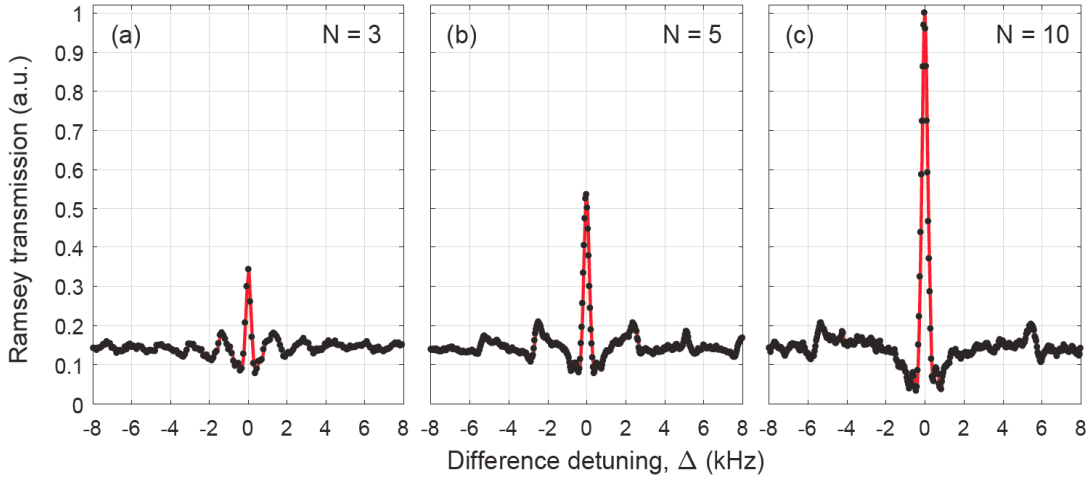 (a) N = 3
(b) N = 5
(c) N = 10
Ramsey transmission (a.u.)
1
0.9
0.8
0.7
0.6
0.5
0.4
0.3
0.2
0.1
0
-8 -6 -4 -2 0 2 4 6 8
-8 -6 -4 -2 0 2 4 6 8
-8 -6 -4 -2 0 2 4 6 8
Difference detuning, Δ (kHz)